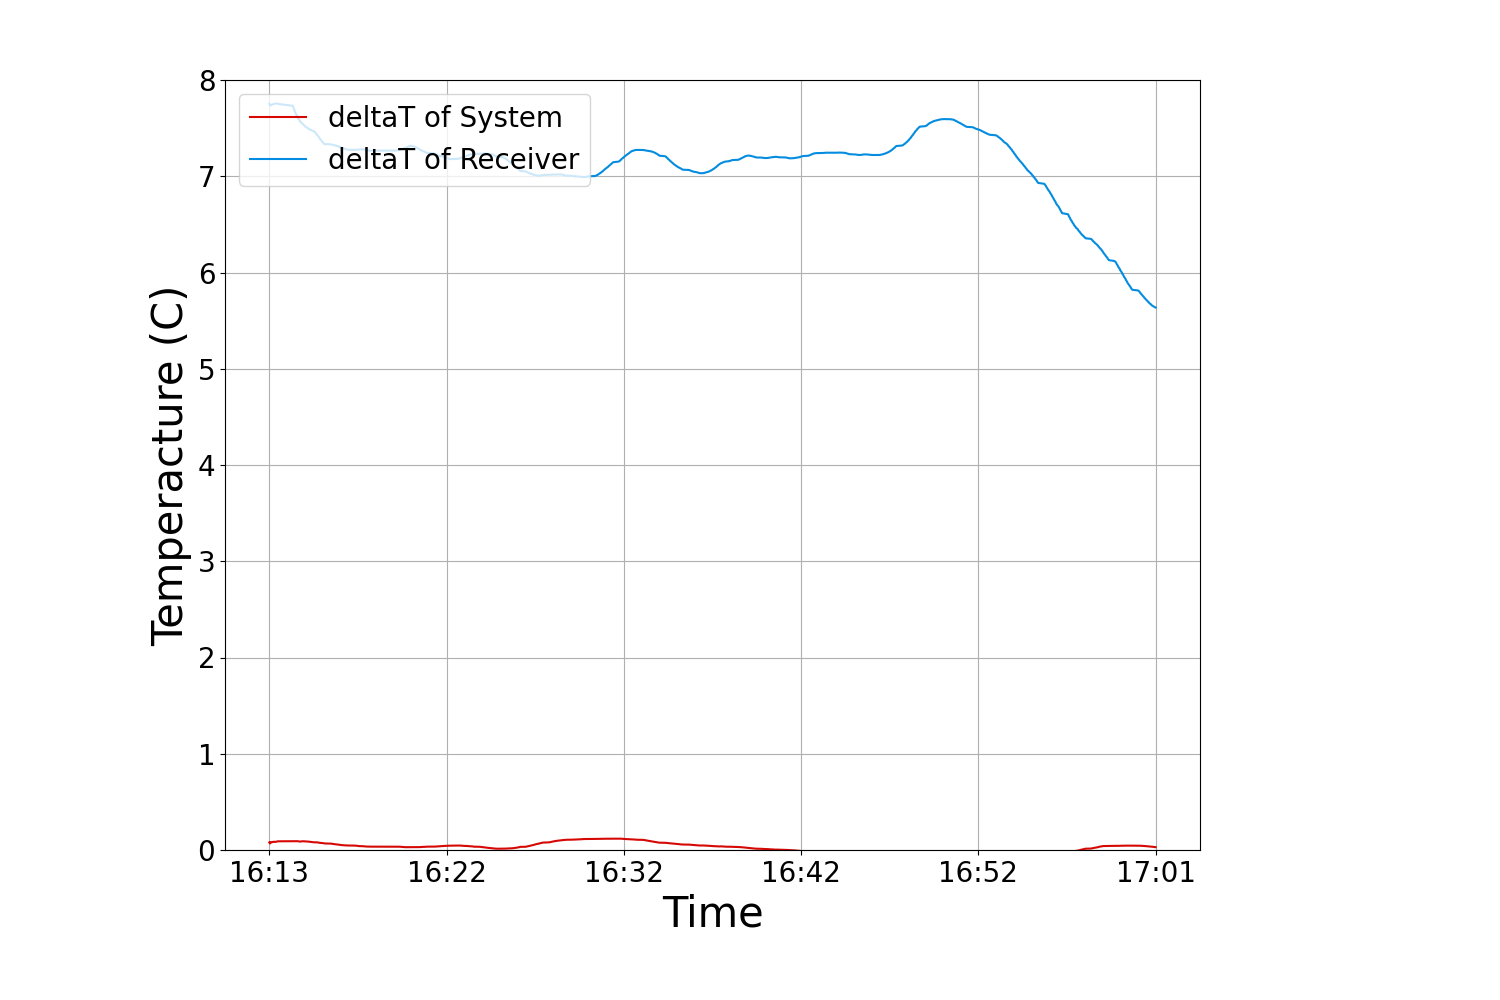 8
deltaT of System
deltaT of Receiver
7
6
5
4
3
2
1
0
Temperacture (C)
16:13 16:22 16:32 16:42 16:52 17:01
Time